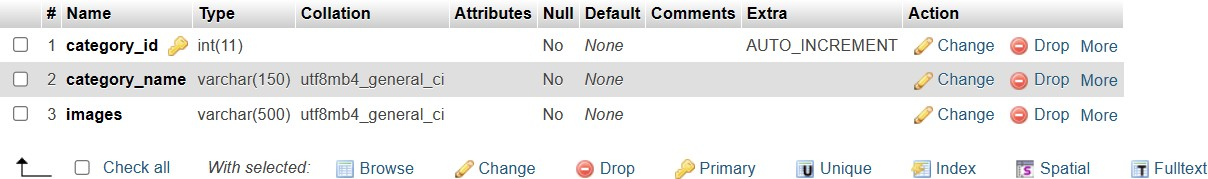 # Name Type Collation Attributes Null Default Comments Extra Action
1 category_id int(11) No None AUTO_INCREMENT Change Drop More
2 category_name varchar(150) utf8mb4_general_ci No None Change Drop More
3 images varchar(500) utf8mb4_general_ci No None Change Drop More
Check all With selected: Browse Change Drop Primary U Unique Index S Spatial T Fulltext